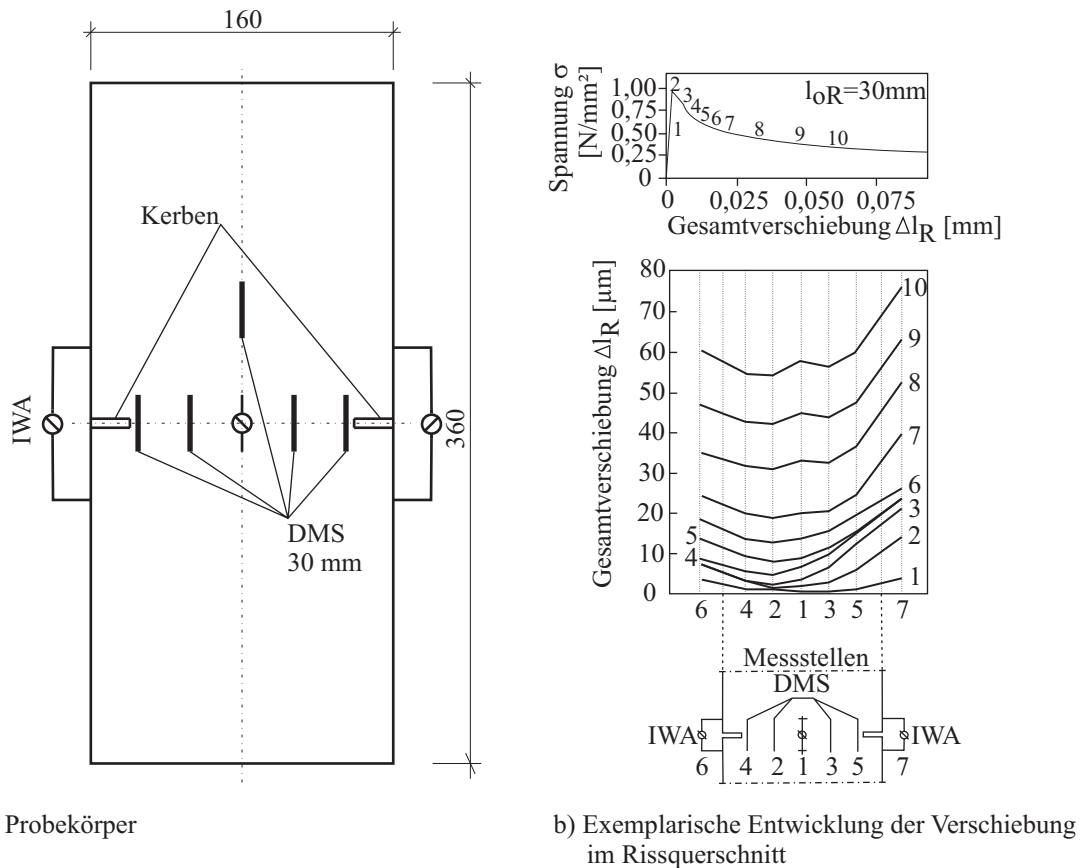 160
Kerben
IWA
360
DMS
30 mm
Probekörper
Spannung σ
[N/mm²]
1,00
0,75
0,50
0,25
0
2
3
4
5
6
7
8
9
10
1
l₀R=30mm
0
0,025
0,050
0,075
Gesamtverschiebung Δl_R [mm]
Gesamtverschiebung Δl_R [µm]
80
70
60
50
40
30
20
10
0
10
9
8
7
6
3
2
1
5
4
6 4 2 1 3 5 7
Messstellen
DMS
IWA
IWA
6 4 2 1 3 5 7
b) Exemplarische Entwicklung der Verschiebung
im Rissquerschnitt